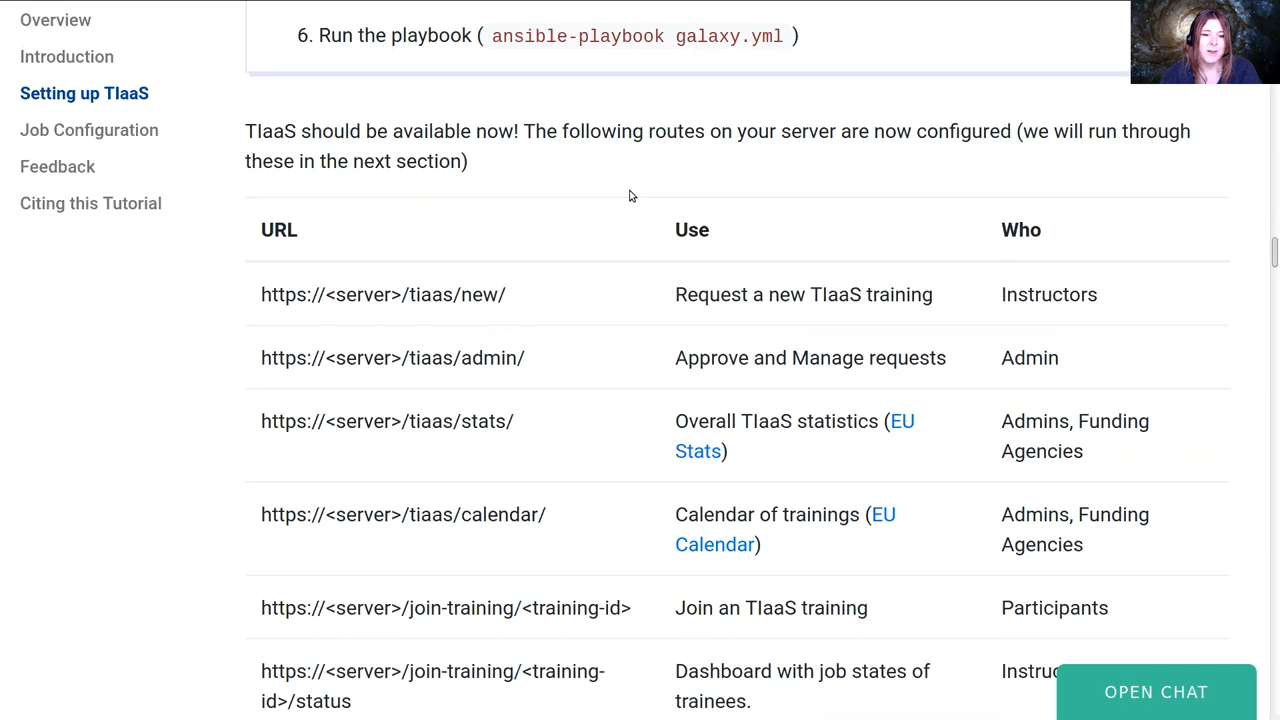 Overview
Introduction
Setting up TIaaS
Job Configuration
Feedback
Citing this Tutorial
6. Run the playbook ( ansible-playbook galaxy.yml )
TIaaS should be available now! The following routes on your server are now configured (we will run through
these in the next section)
URL Use Who
https://<server>/tiaas/new/ Request a new TIaaS training Instructors
https://<server>/tiaas/admin/ Approve and Manage requests Admin
https://<server>/tiaas/stats/ Overall TIaaS statistics (EU Admins, Funding
Stats) Agencies
https://<server>/tiaas/calendar/ Calendar of trainings (EU Admins, Funding
Calendar) Agencies
https://<server>/join-training/<training-id> Join an TIaaS training Participants
https://<server>/join-training/<training- Dashboard with job states of
id>/status trainees.
OPEN CHAT